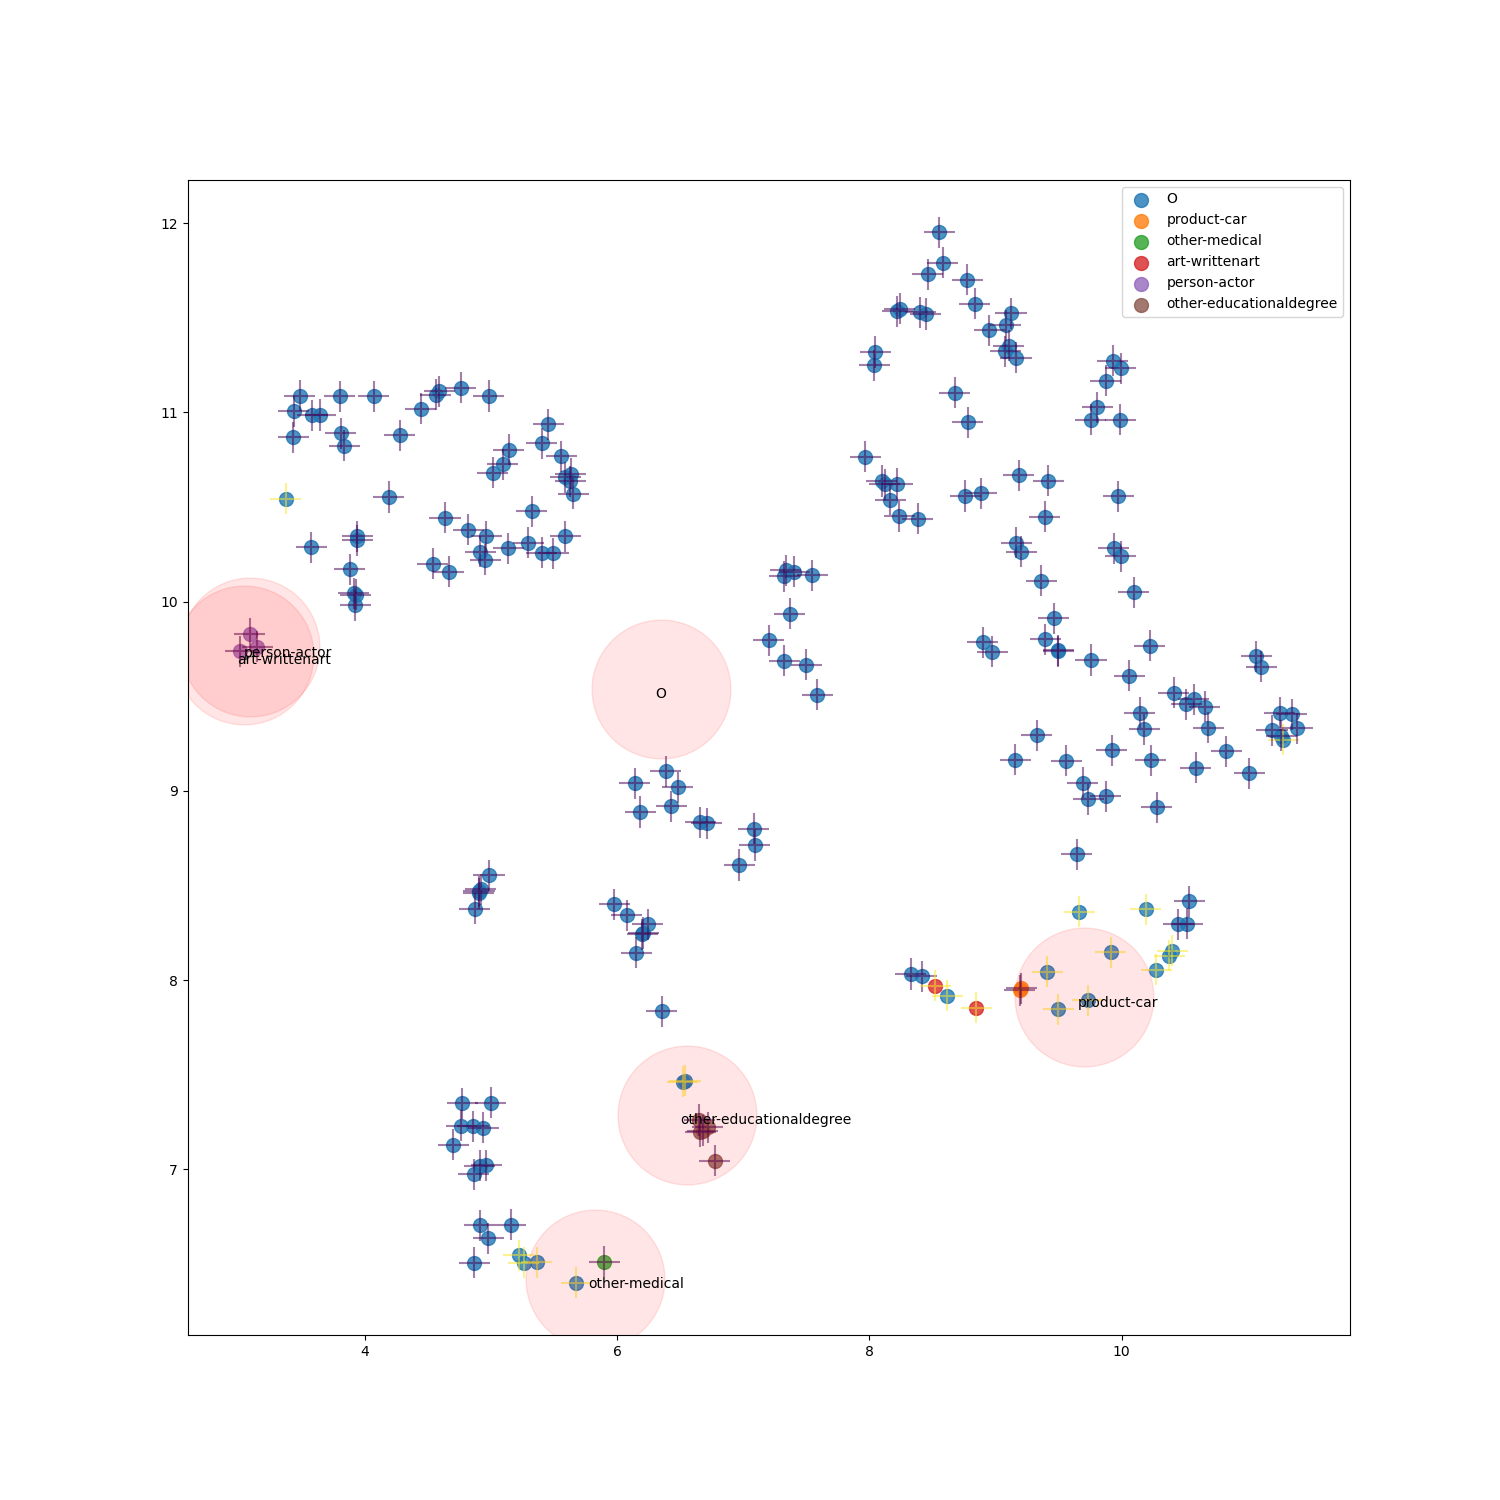 O
product-car
other-medical
art-writtenart
person-actor
other-educationaldegree
12
11
10
9
8
7
person-actor
art-writtenart
O
product-car
other-educationaldegree
other-medical
4
6
8
10